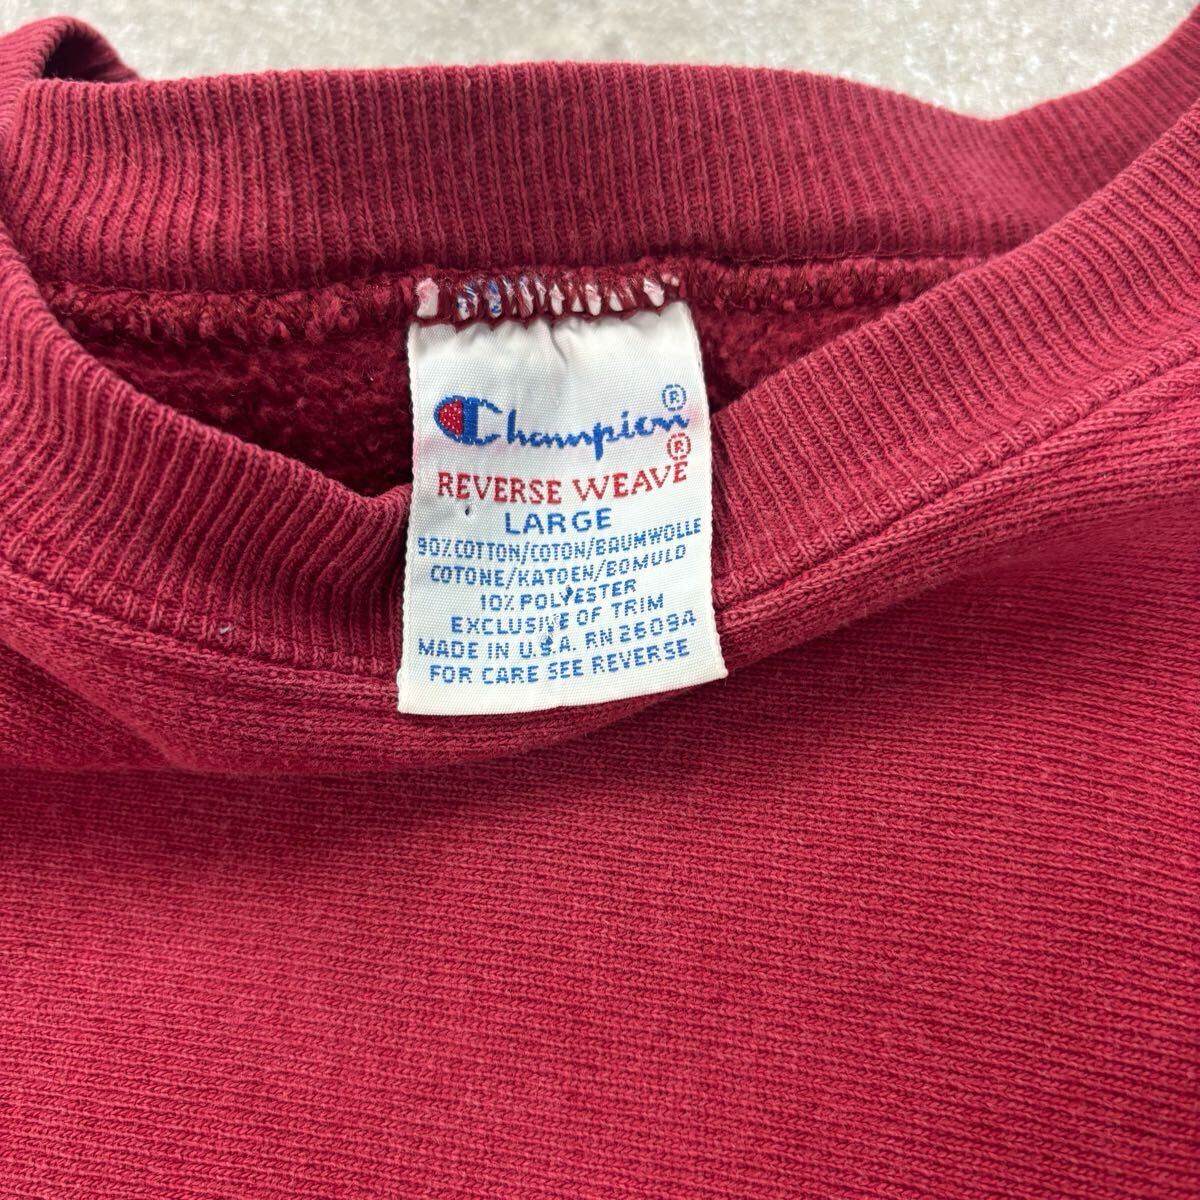 Champion®
REVERSE WEAVE®
LARGE
90% COTTON/COTON/BAUMWOLLE
COTONE/KATOEN/BOMULD
10% POLYESTER
EXCLUSIVE OF TRIM
MADE IN U.S.A. RN 26094
FOR CARE SEE REVERSE